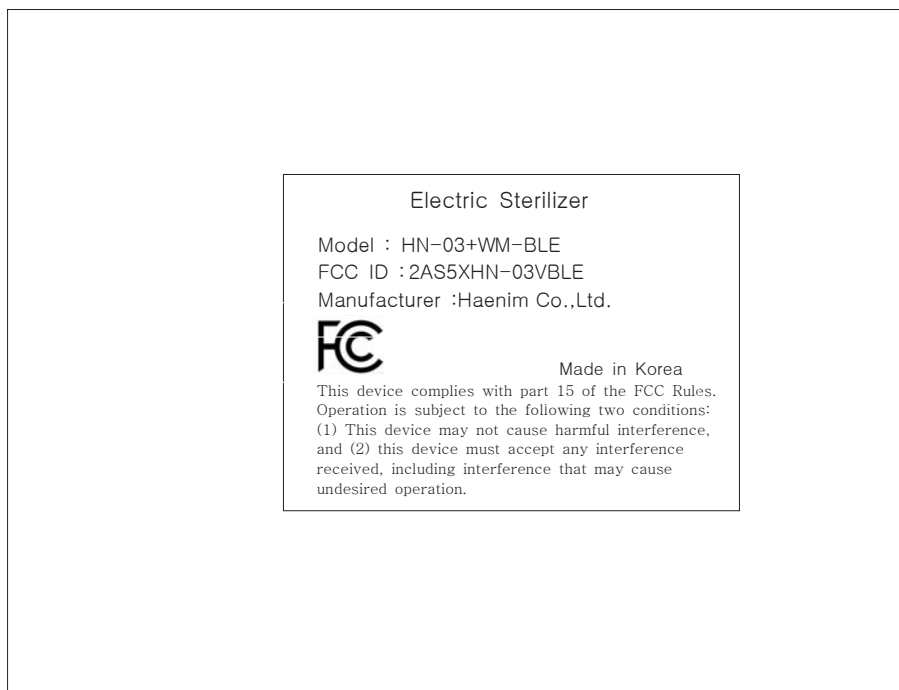 Electric Sterilizer
Model : HN-03+WM-BLE
FCC ID :2AS5XHN-03VBLE
Manufacturer :Haenim Co.,Ltd.
FC
Made in Korea
This device complies with part 15 of the FCC Rules.
Operation is subject to the following two conditions:
(1) This device may not cause harmful interference,
and (2) this device must accept any interference
received, including interference that may cause
undesired operation.